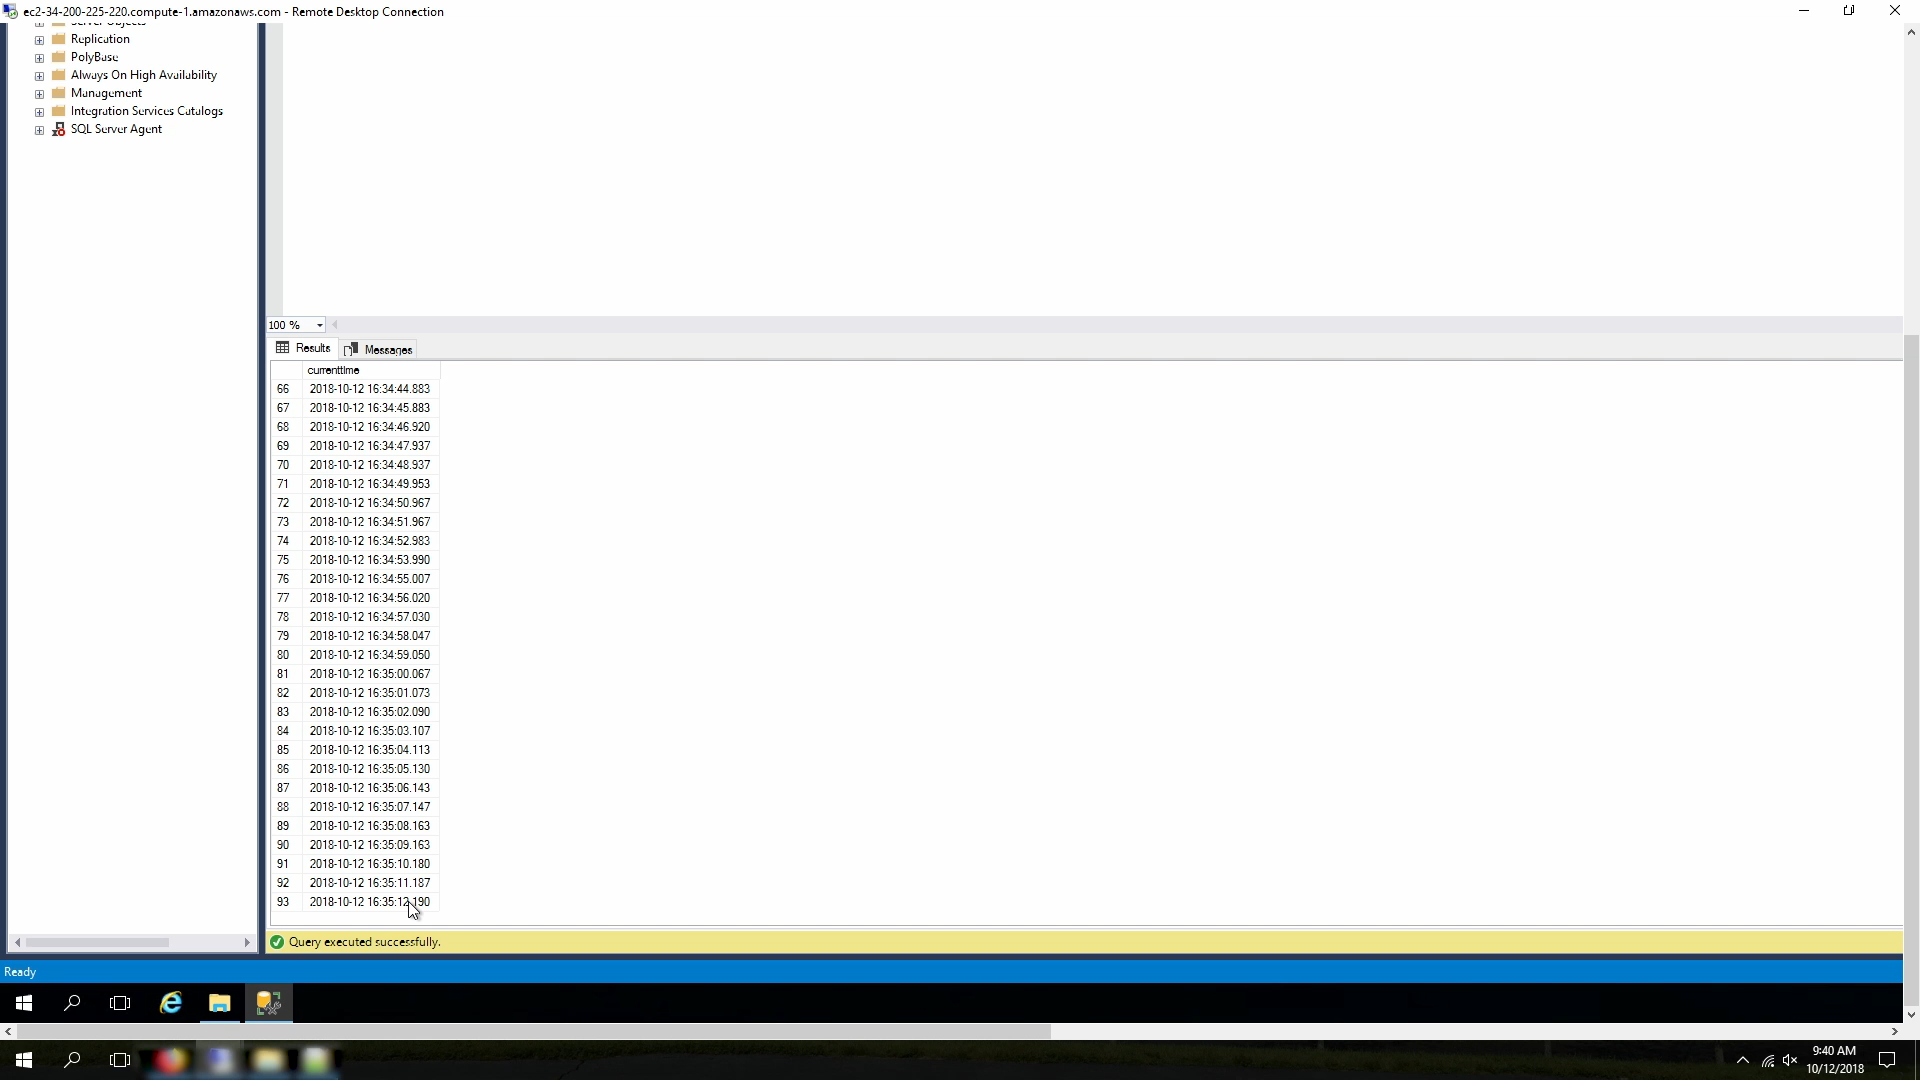 ec2-34-200-225-220.compute-1.amazonaws.com - Remote Desktop Connection
Server Objects
Replication
PolyBase
Always On High Availability
Management
Integration Services Catalogs
SQL Server Agent
100 %
Results Messages
currenttime
66 2018-10-12 16:34:44.883
67 2018-10-12 16:34:45.883
68 2018-10-12 16:34:46.920
69 2018-10-12 16:34:47.937
70 2018-10-12 16:34:48.937
71 2018-10-12 16:34:49.953
72 2018-10-12 16:34:50.967
73 2018-10-12 16:34:51.967
74 2018-10-12 16:34:52.983
75 2018-10-12 16:34:53.990
76 2018-10-12 16:34:55.007
77 2018-10-12 16:34:56.020
78 2018-10-12 16:34:57.030
79 2018-10-12 16:34:58.047
80 2018-10-12 16:34:59.050
81 2018-10-12 16:35:00.067
82 2018-10-12 16:35:01.073
83 2018-10-12 16:35:02.090
84 2018-10-12 16:35:03.107
85 2018-10-12 16:35:04.113
86 2018-10-12 16:35:05.130
87 2018-10-12 16:35:06.143
88 2018-10-12 16:35:07.147
89 2018-10-12 16:35:08.163
90 2018-10-12 16:35:09.163
91 2018-10-12 16:35:10.180
92 2018-10-12 16:35:11.187
93 2018-10-12 16:35:12.190
Query executed successfully.
Ready
9:40 AM
10/12/2018